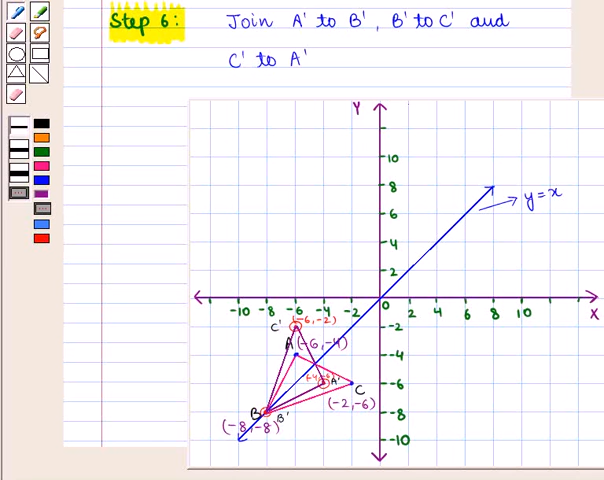 Step 6: Join A' to B', B' to C' and
C' to A'
Y
10
8
y=x
6
4
2
-10 -8 -6 -4 -2 0 2 4 6 8 10
X
-2
C' (-6,-2)
A (-6,-4)
-4
A'
-6
C
(-2,-6)
B B'
-8
(-8,-8)
-10